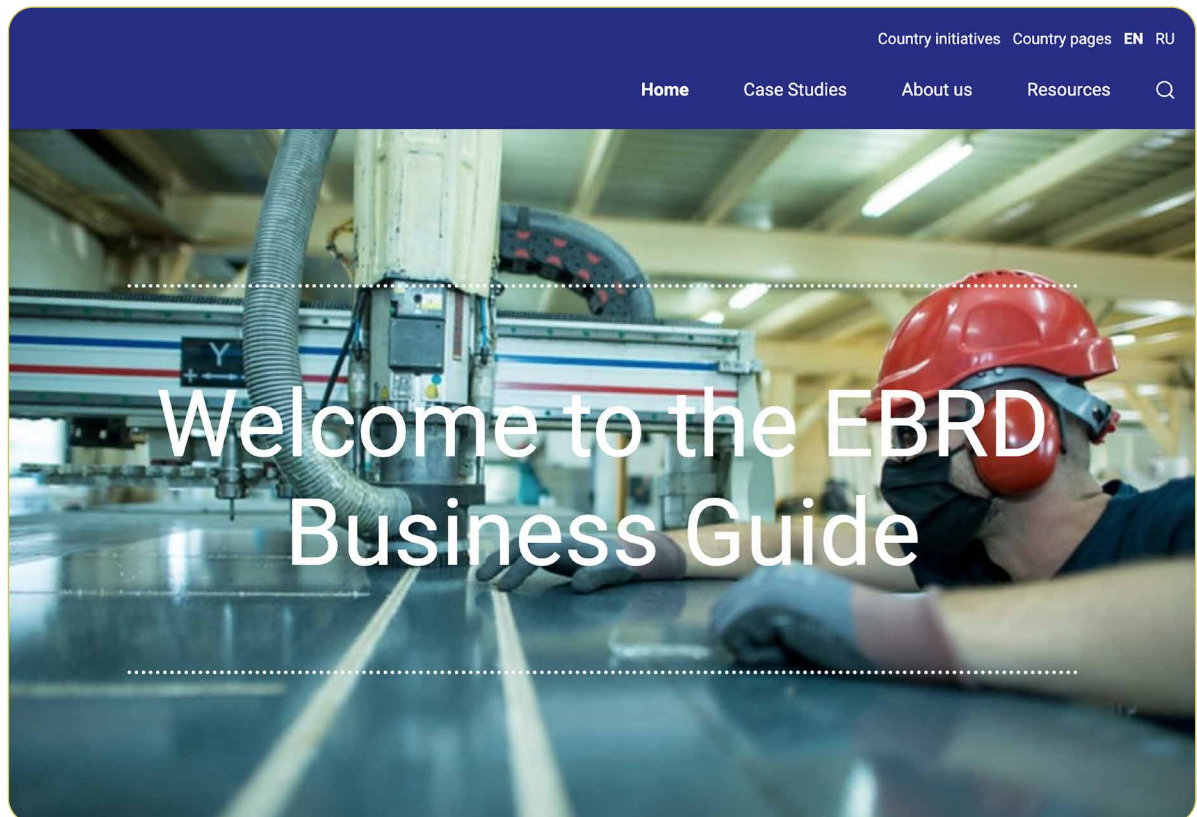 Country initiatives Country pages EN RU
Home Case Studies About us Resources
Y
Welcome to the EBRD
Business Guide